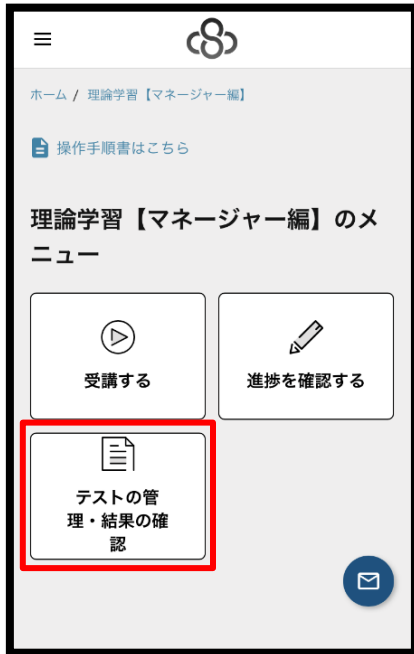 ホーム / 理論学習【マネージャー編】
操作手順書はこちら
理論学習【マネージャー編】のメ
ニュー
受講する
進捗を確認する
テストの管
理・結果の確
認